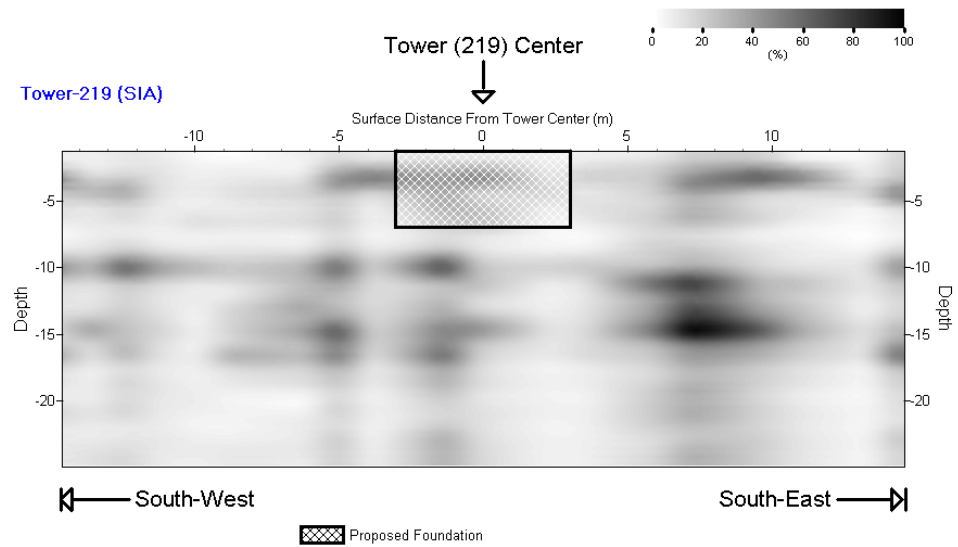 0 20 40 60 80 100
(%)
Tower (219) Center
Tower-219 (SIA)
Surface Distance From Tower Center (m)
-10 -5 0 5 10
-5 -5
-10 -10
Depth Depth
-15 -15
-20 -20
South-West South-East
Proposed Foundation